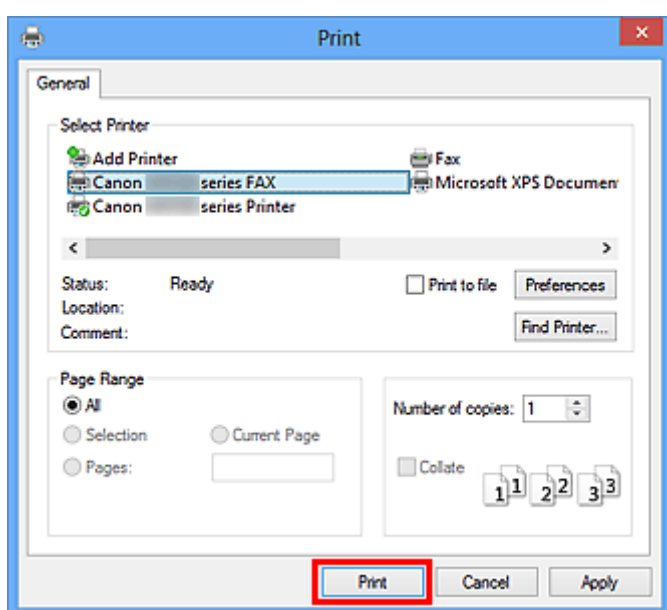 Print
General
Select Printer
Add Printer
Fax
Canon series FAX
Microsoft XPS Documen
Canon series Printer
Status: Ready
Print to file
Preferences
Location:
Comment:
Find Printer...
Page Range
All
Number of copies: 1
Selection
Current Page
Pages:
Collate
1 1 2 2 3 3
Print
Cancel
Apply